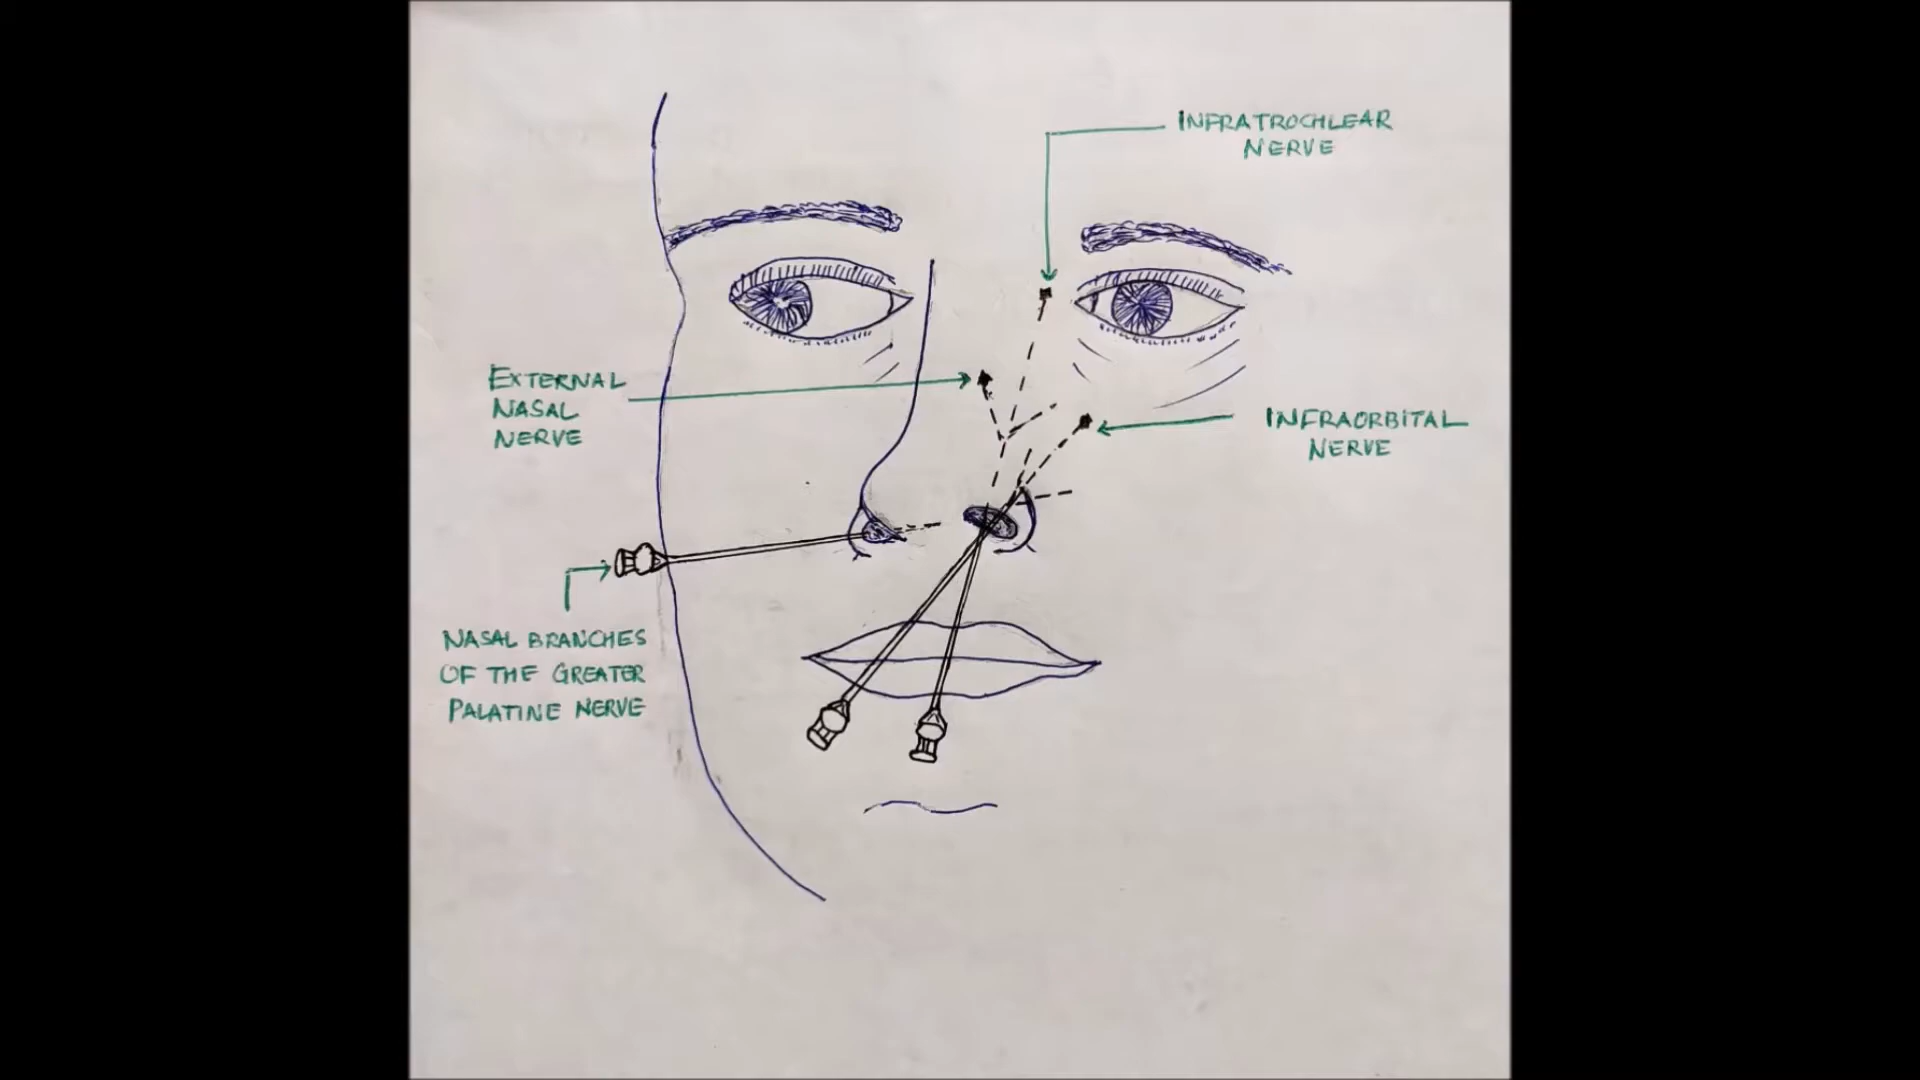 INFRATROCHLEAR
NERVE
EXTERNAL
NASAL
NERVE
INFRAORBITAL
NERVE
NASAL BRANCHES
OF THE GREATER
PALATINE NERVE